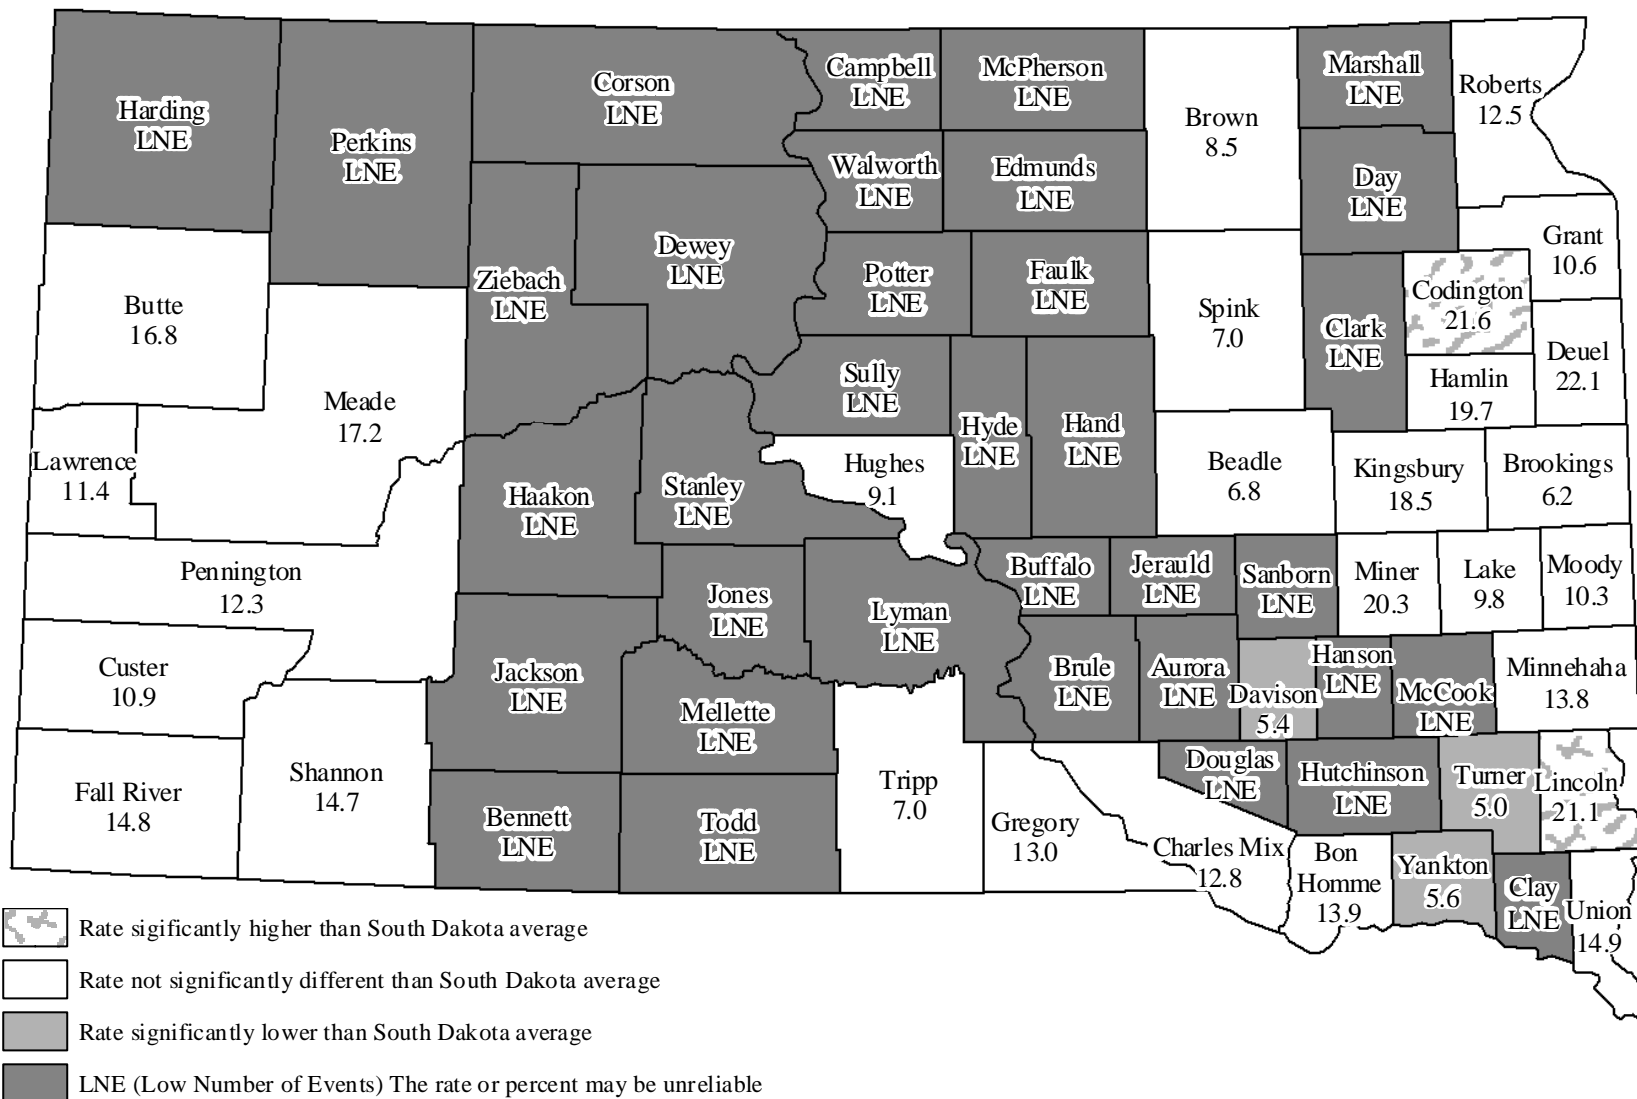 Harding
LNE
Perkins
LNE
Corson
LNE
Campbell
LNE
McPherson
LNE
Brown
8.5
Marshall
LNE
Roberts
12.5
Walworth
LNE
Edmunds
LNE
Day
LNE
Butte
16.8
Ziebach
LNE
Dewey
LNE
Potter
LNE
Faulk
LNE
Spink
7.0
Clark
LNE
Codington
21.6
Grant
10.6
Meade
17.2
Sully
LNE
Hyde
LNE
Hand
LNE
Hamlin
19.7
Deuel
22.1
Lawrence
11.4
Haakon
LNE
Stanley
LNE
Hughes
9.1
Beadle
6.8
Kingsbury
18.5
Brookings
6.2
Pennington
12.3
Jones
LNE
Lyman
LNE
Buffalo
LNE
Jerauld
LNE
Sanborn
LNE
Miner
20.3
Lake
9.8
Moody
10.3
Custer
10.9
Jackson
LNE
Mellette
LNE
Brule
LNE
Aurora
LNE
Davison
5.4
Hanson
LNE
McCook
LNE
Minnehaha
13.8
Fall River
14.8
Shannon
14.7
Bennett
LNE
Todd
LNE
Tripp
7.0
Gregory
13.0
Charles Mix
12.8
Douglas
LNE
Hutchinson
LNE
Turner
5.0
Lincoln
21.1
Bon
Homme
13.9
Yankton
5.6
Clay
LNE
Union
14.9
Rate sigificantly higher than South Dakota average
Rate not significantly different than South Dakota average
Rate significantly lower than South Dakota average
LNE (Low Number of Events) The rate or percent may be unreliable